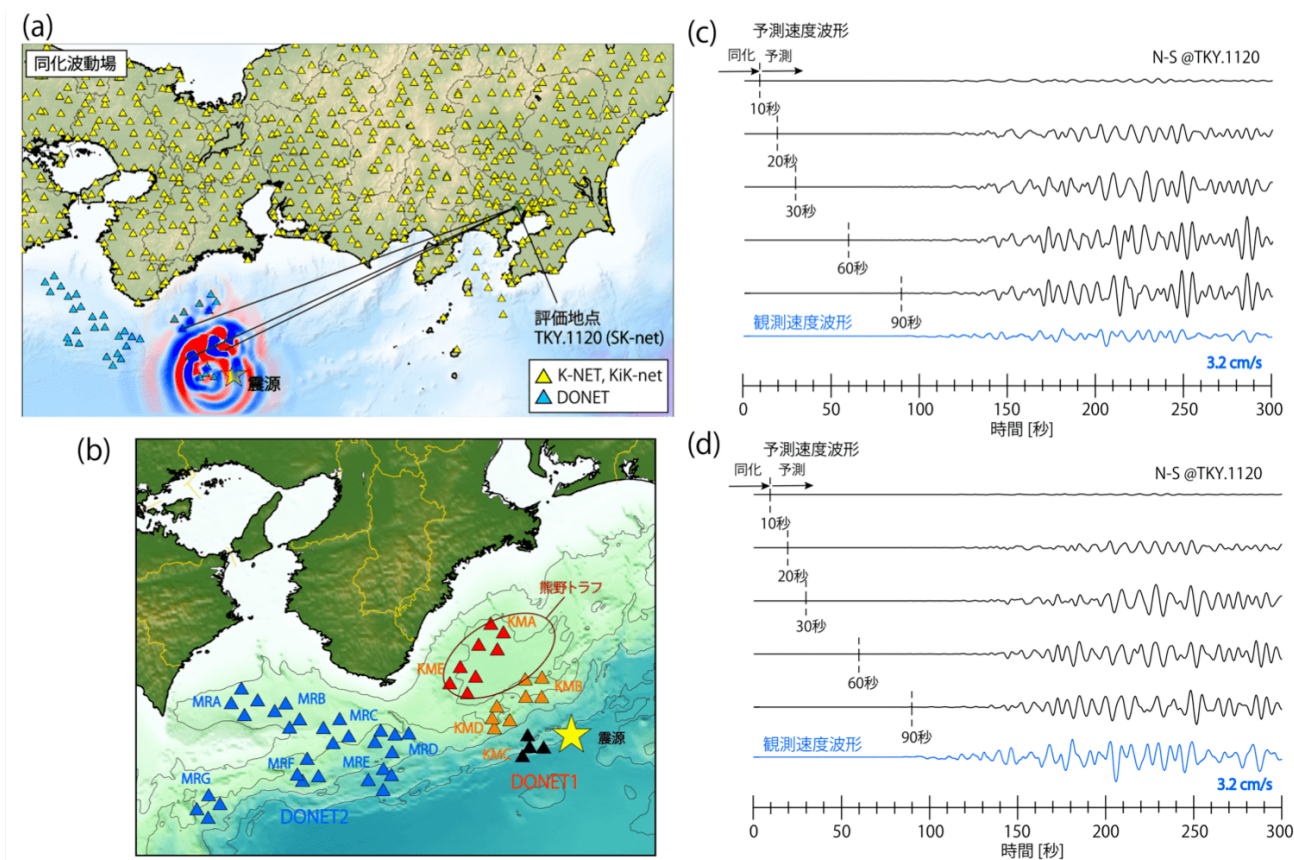 (a)
同化波動場
評価地点
TKY.1120 (SK-net)
震源
K-NET, KiK-net
DONET
(b)
熊野トラフ
KMA
KME
KMB
KMD
KMC
震源
MRA
MRB
MRC
MRD
MRE
MRF
MRG
DONET1
DONET2
(c)
予測速度波形
同化 予測
N-S @TKY.1120
10秒
20秒
30秒
60秒
90秒
観測速度波形
3.2 cm/s
0 50 100 150 200 250 300
時間 [秒]
(d)
予測速度波形
同化 予測
N-S @TKY.1120
10秒
20秒
30秒
60秒
90秒
観測速度波形
3.2 cm/s
0 50 100 150 200 250 300
時間 [秒]